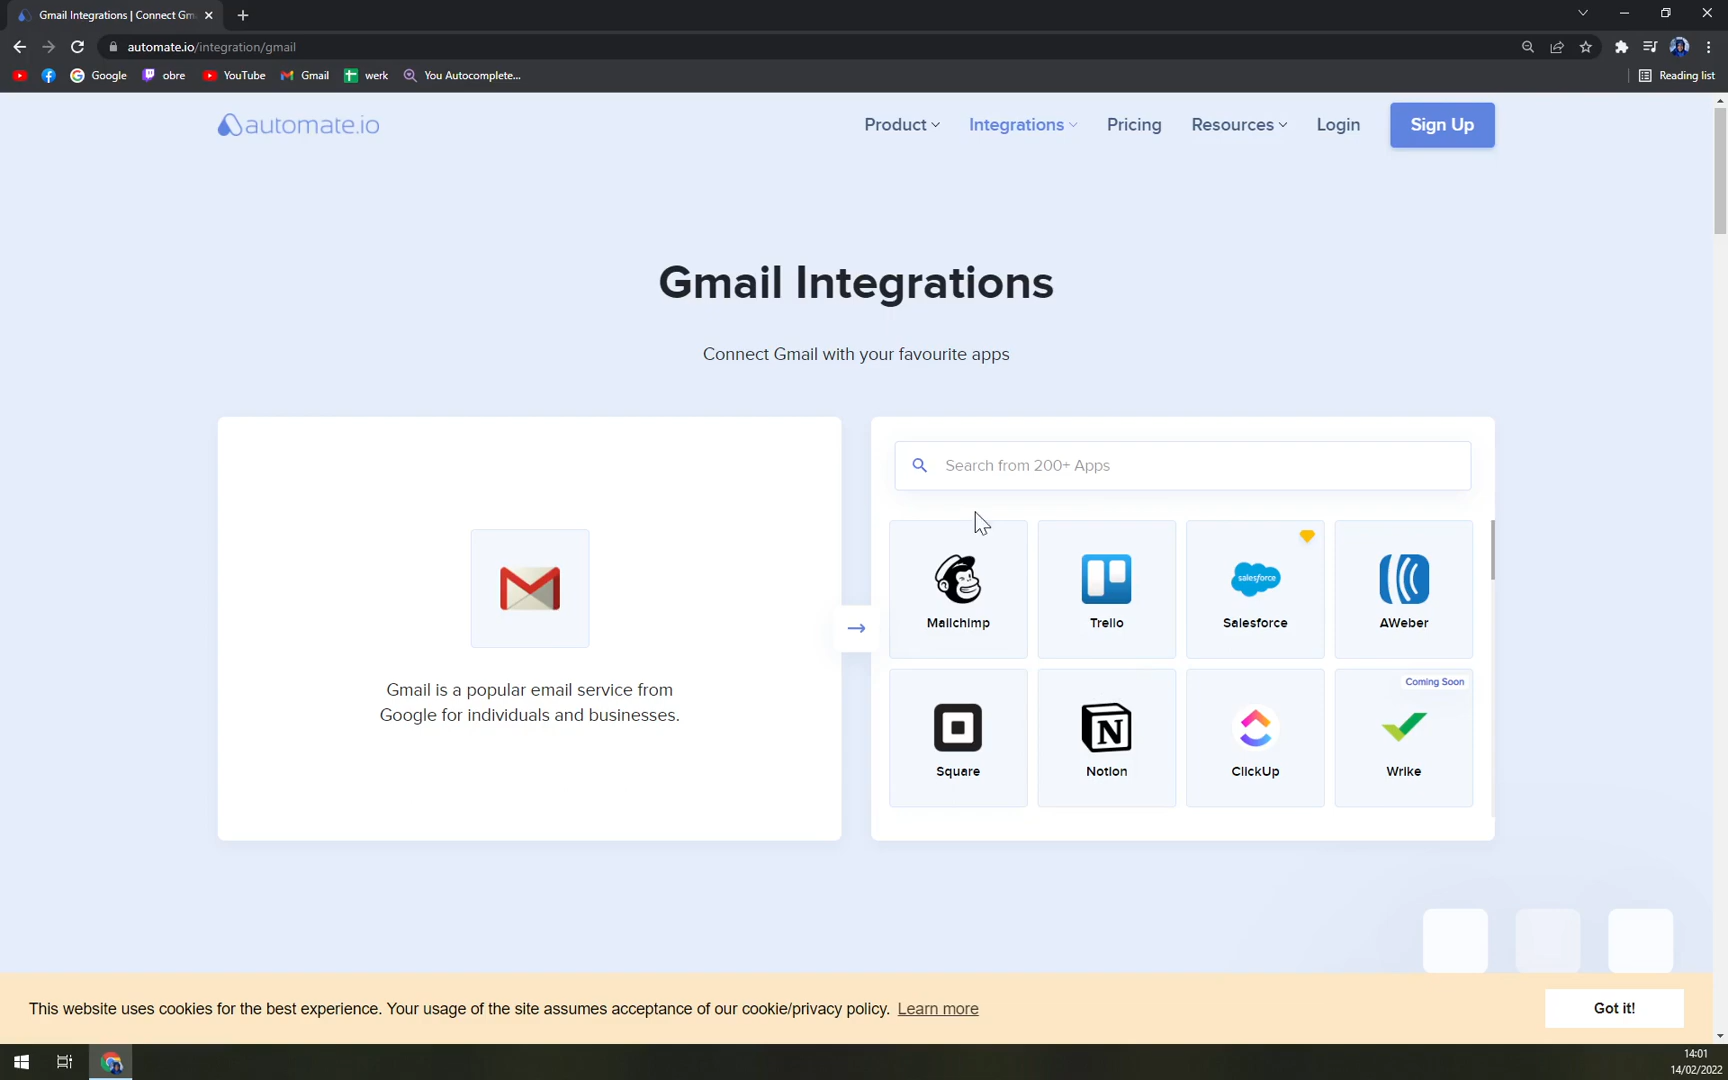 Gmail Integrations | Connect Gm
automate.io/integration/gmail
Google
obre
YouTube
Gmail
werk
You Autocomplete...
Reading list
automate.io
Product
Integrations
Pricing
Resources
Login
Sign Up
Gmail Integrations
Connect Gmail with your favourite apps
Gmail is a popular email service from
Google for individuals and businesses.
Search from 200+ Apps
Mailchimp
Trello
salesforce
Salesforce
AWeber
Square
Notion
ClickUp
Coming Soon
Wrike
This website uses cookies for the best experience. Your usage of the site assumes acceptance of our cookie/privacy policy. Learn more
Got it!
14:01
14/02/2022